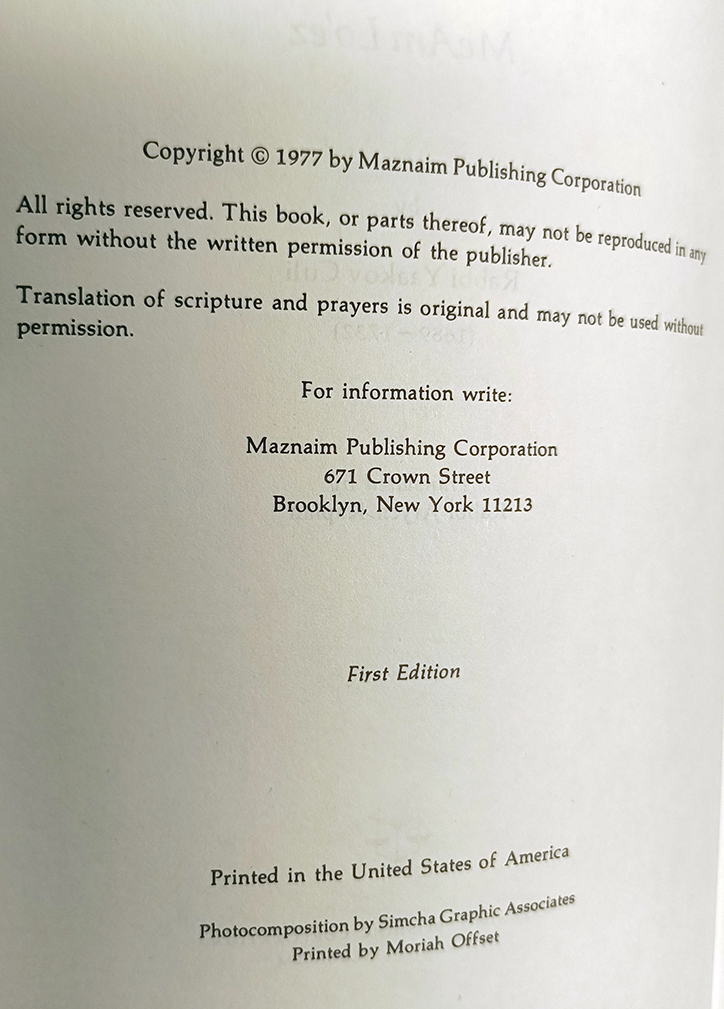 Copyright © 1977 by Maznaim Publishing Corporation
All rights reserved. This book, or parts thereof, may not be reproduced in any
form without the written permission of the publisher.
Translation of scripture and prayers is original and may not be used without
permission.
For information write:
Maznaim Publishing Corporation
671 Crown Street
Brooklyn, New York 11213
First Edition
Printed in the United States of America
Photocomposition by Simcha Graphic Associates
Printed by Moriah Offset